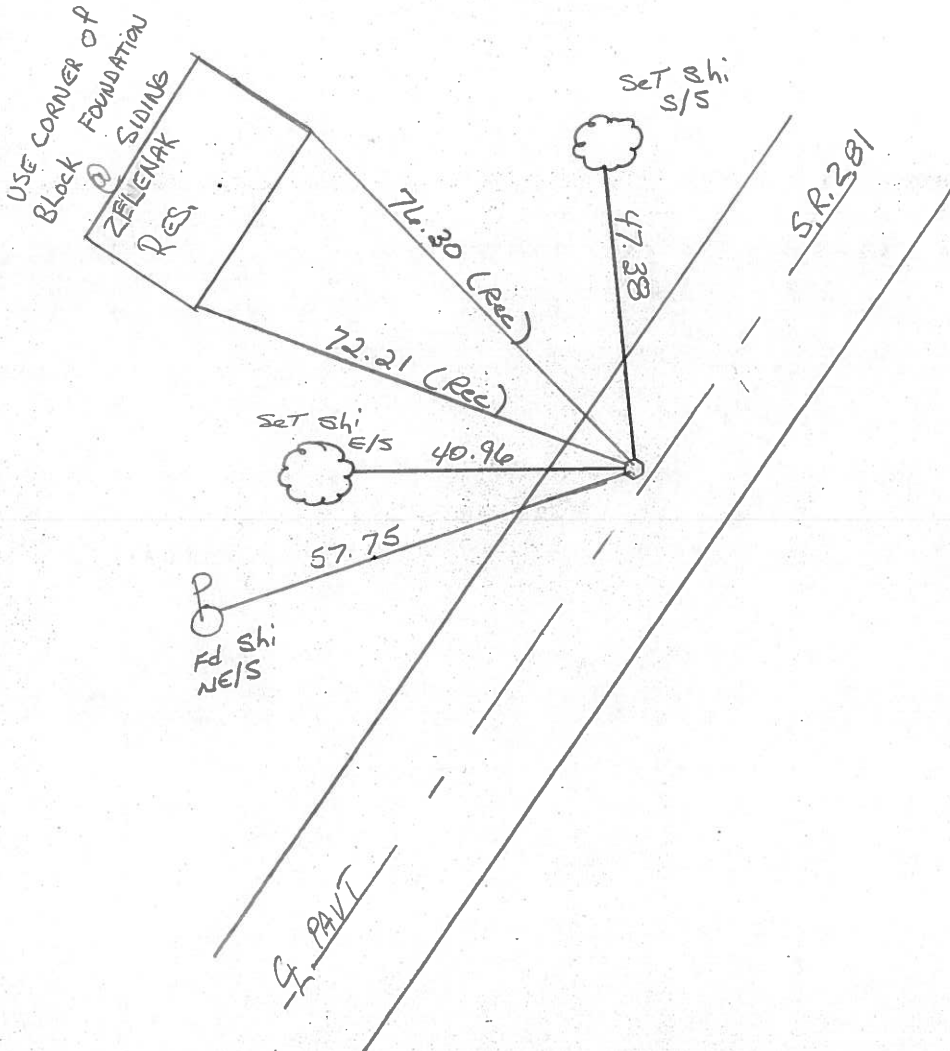 USE CORNER OF
BLOCK FOUNDATION
@ SIDING
ZELENAK
RES.
SeT Shi
S/S
S.R. 281
47.38
76.30 (Rec)
72.21 (Rec)
SeT Shi
E/S
40.96
57.75
P
Fd Shi
NE/S
℄ PAVT